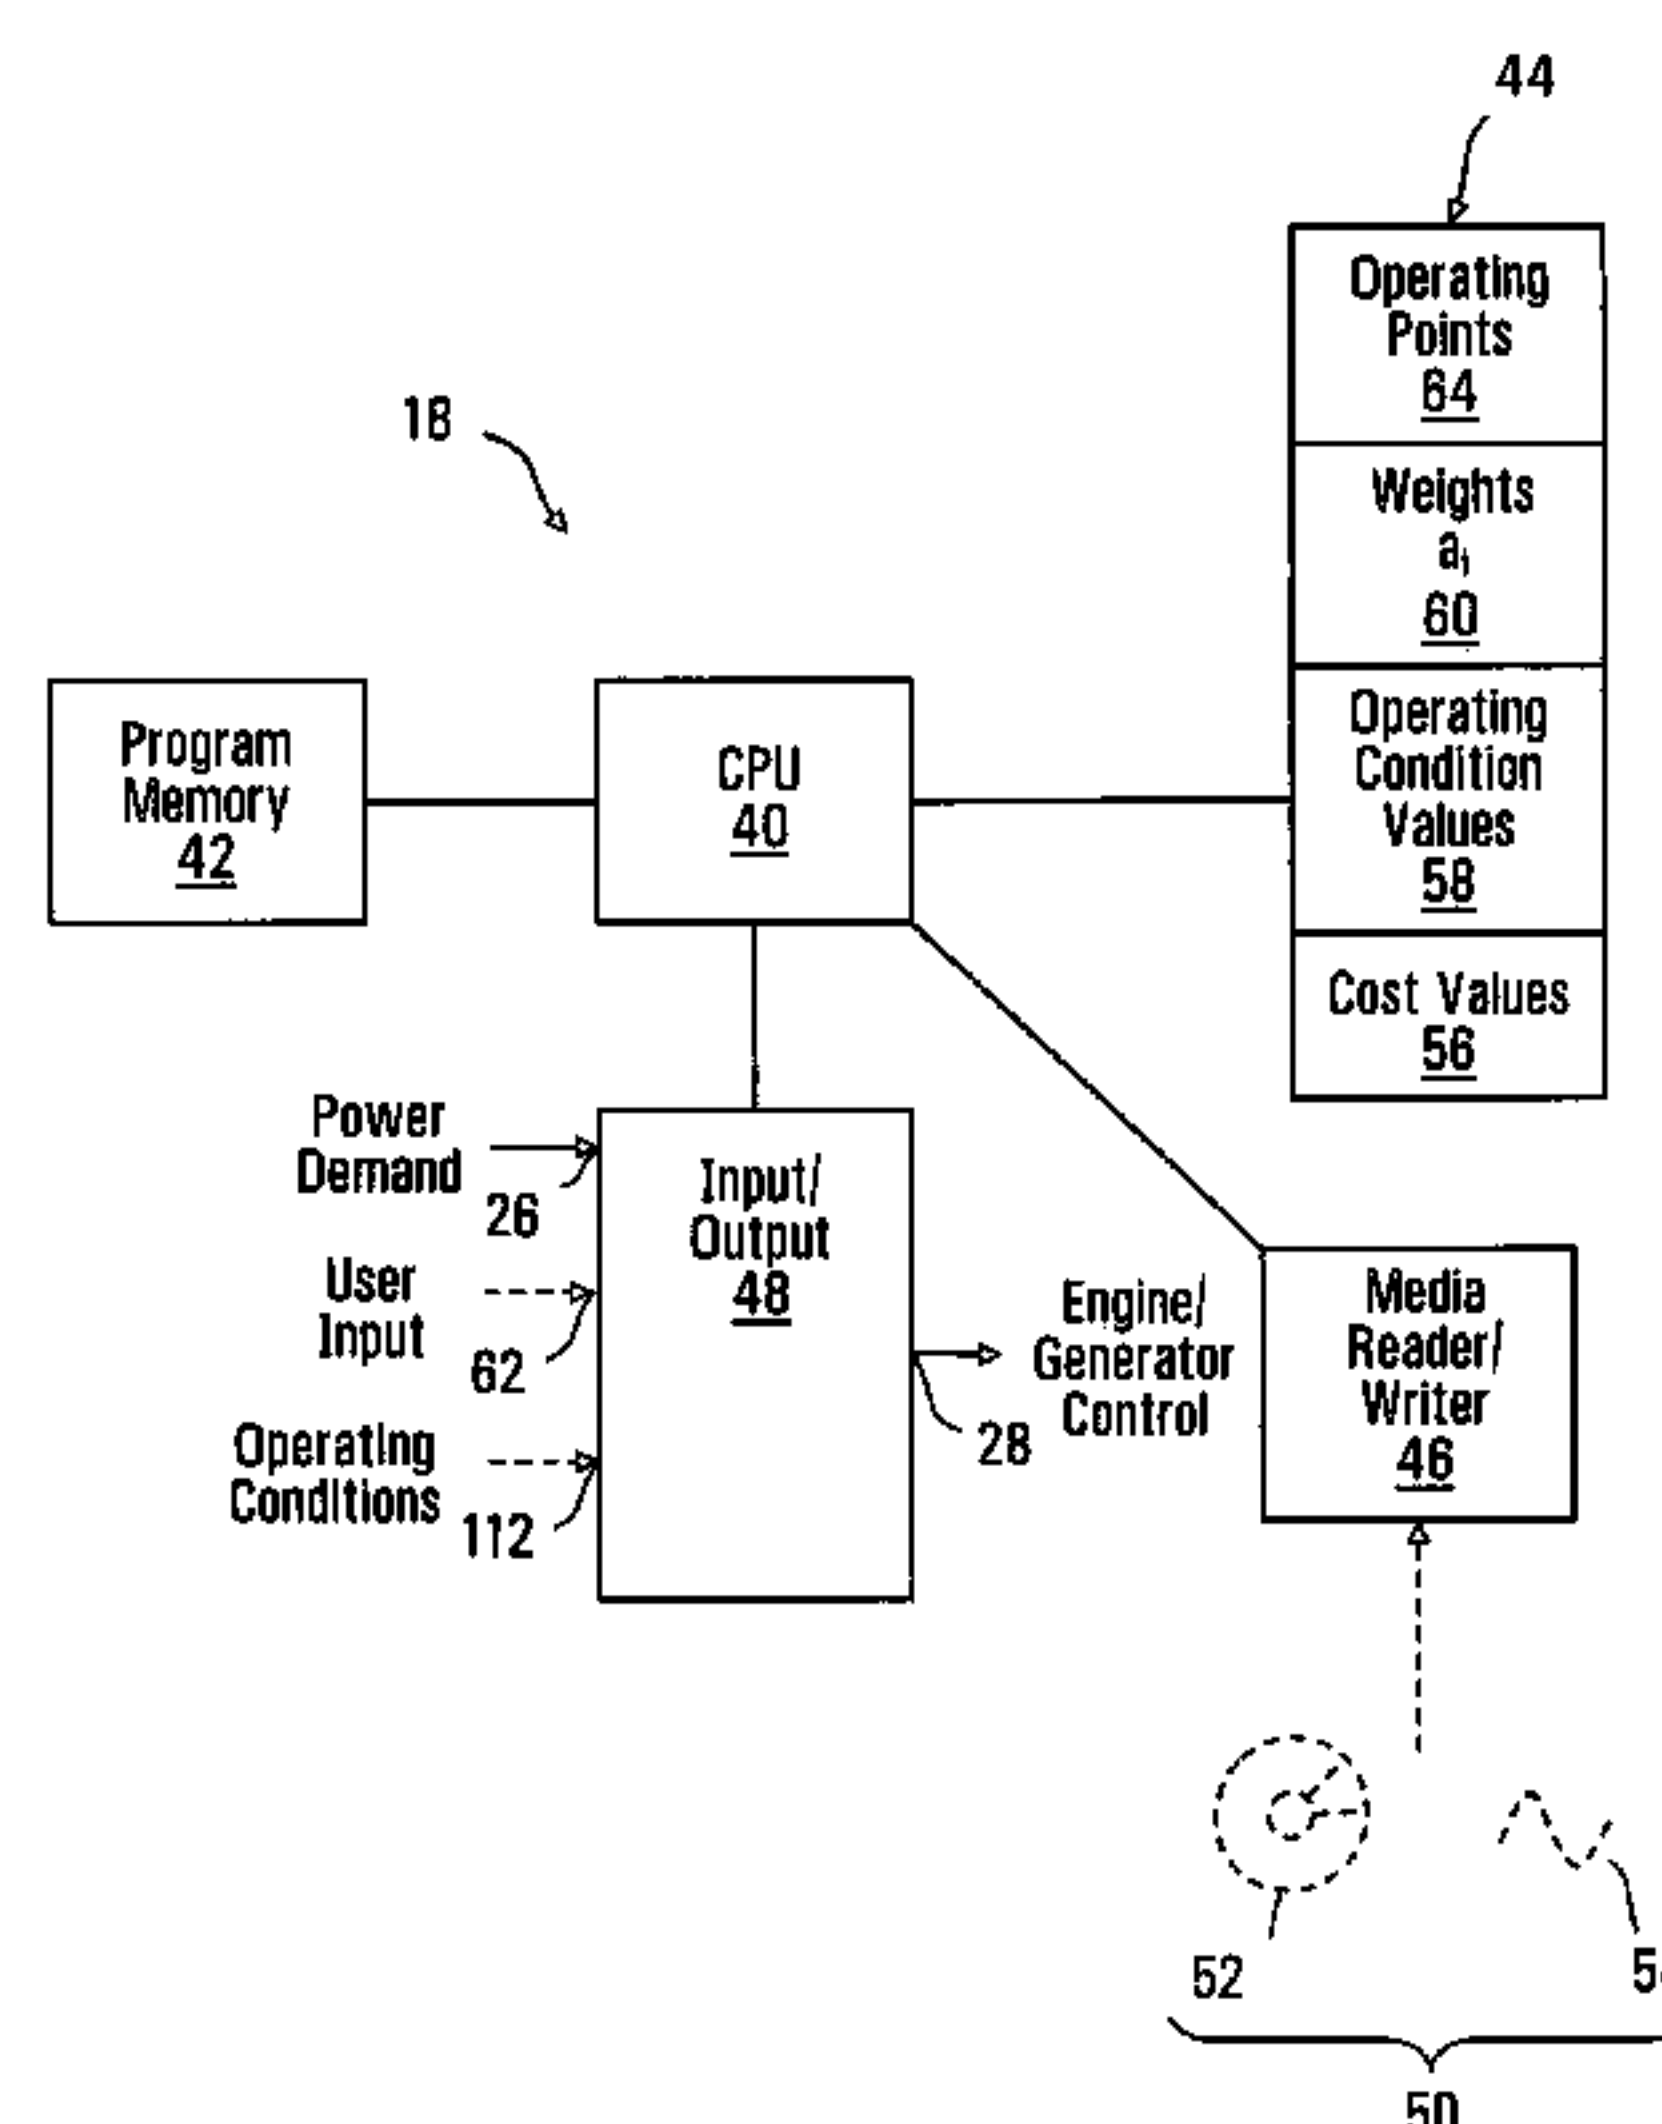 44
Operating
Points
64
18
Weights
aᵢ
60
Program
Memory
42
CPU
40
Operating
Condition
Values
58
Cost Values
56
Power
Demand
26
Input/
Output
48
User
Input
62
Engine/
Generator
Control
28
Media
Reader/
Writer
46
Operating
Conditions
112
52
50